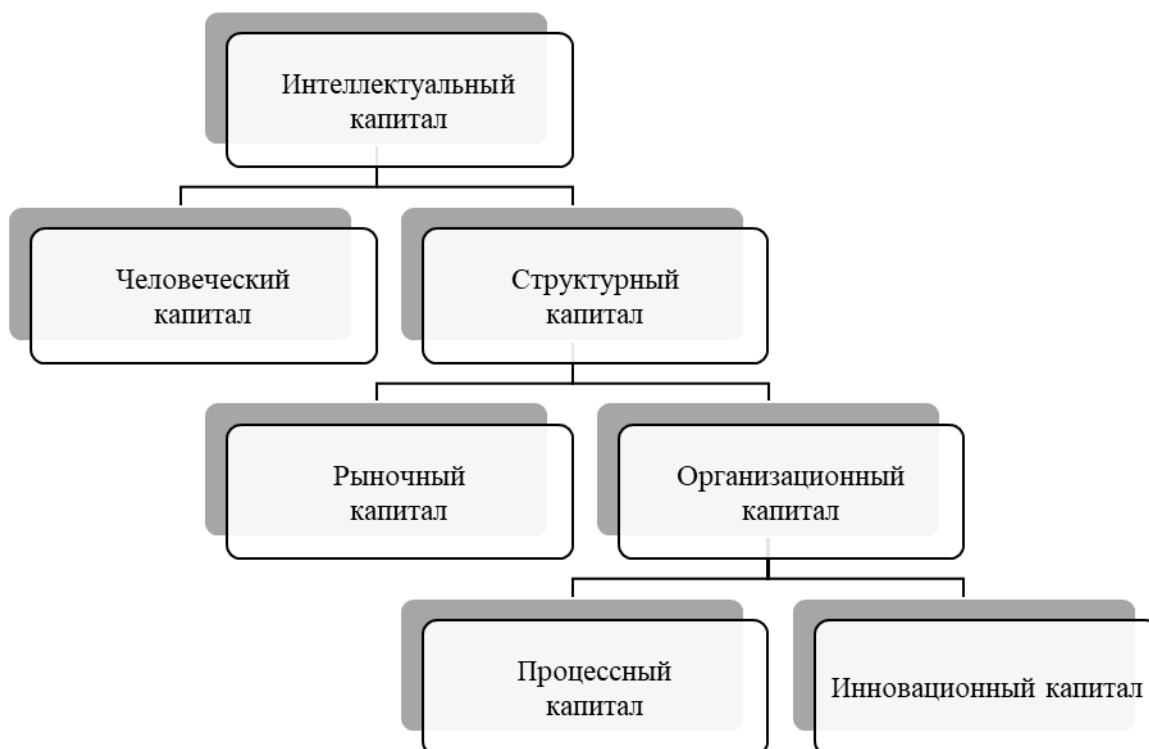 Интеллектуальный
капитал
Человеческий
капитал
Структурный
капитал
Рыночный
капитал
Организационный
капитал
Процессный
капитал
Инновационный капитал